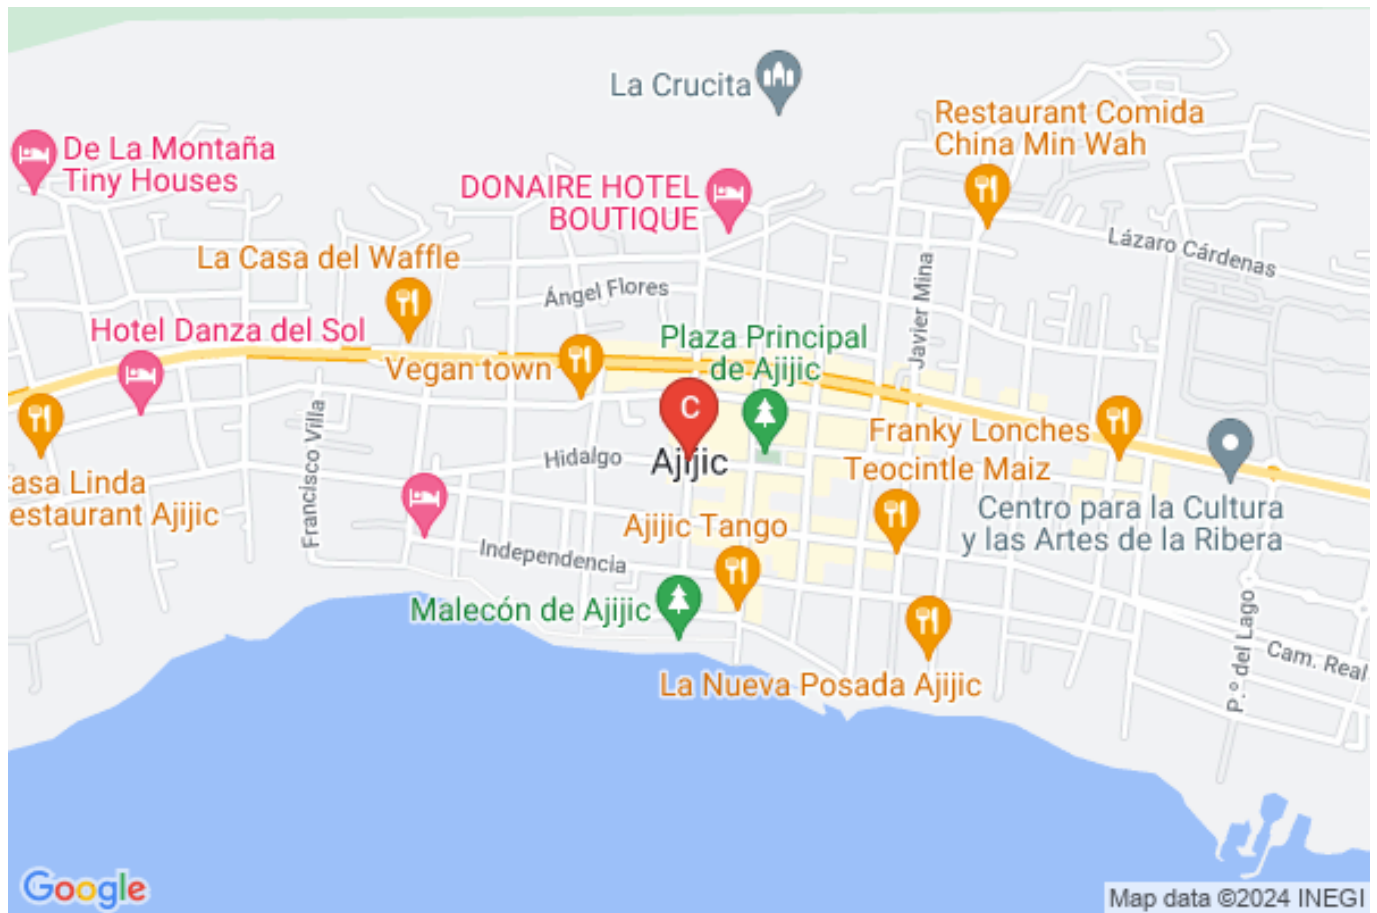 La Crucita
Restaurant Comida
China Min Wah
De La Montaña
Tiny Houses
DONAIRE HOTEL
BOUTIQUE
Lázaro Cárdenas
La Casa del Waffle
Ángel Flores
Javier Mina
Hotel Danza del Sol
Plaza Principal
de Ajijic
Vegan town
C
Francisco Villa
Franky Lonches
Hidalgo
Ajijic
Teocintle Maiz
asa Linda
estaurant Ajijic
Centro para la Cultura
y las Artes de la Ribera
Ajijic Tango
Independencia
Malecón de Ajijic
P.º del Lago
Cam. Real
La Nueva Posada Ajijic
Google
Map data ©2024 INEGI